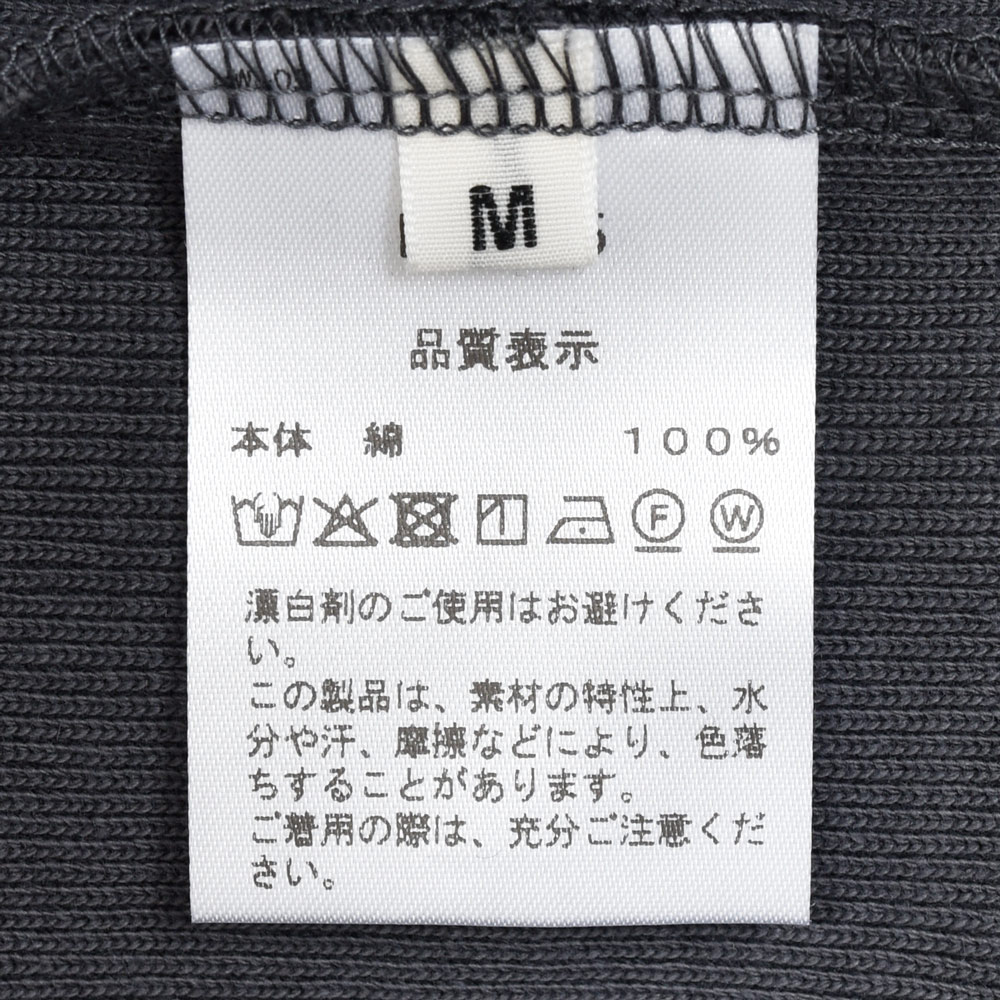 M
品質表示
本体 綿 100%
F W
漂白剤のご使用はお避けくださ
い。
この製品は、素材の特性上、水
分や汗、摩擦などにより、色落
ちすることがあります。
ご着用の際は、充分ご注意くだ
さい。